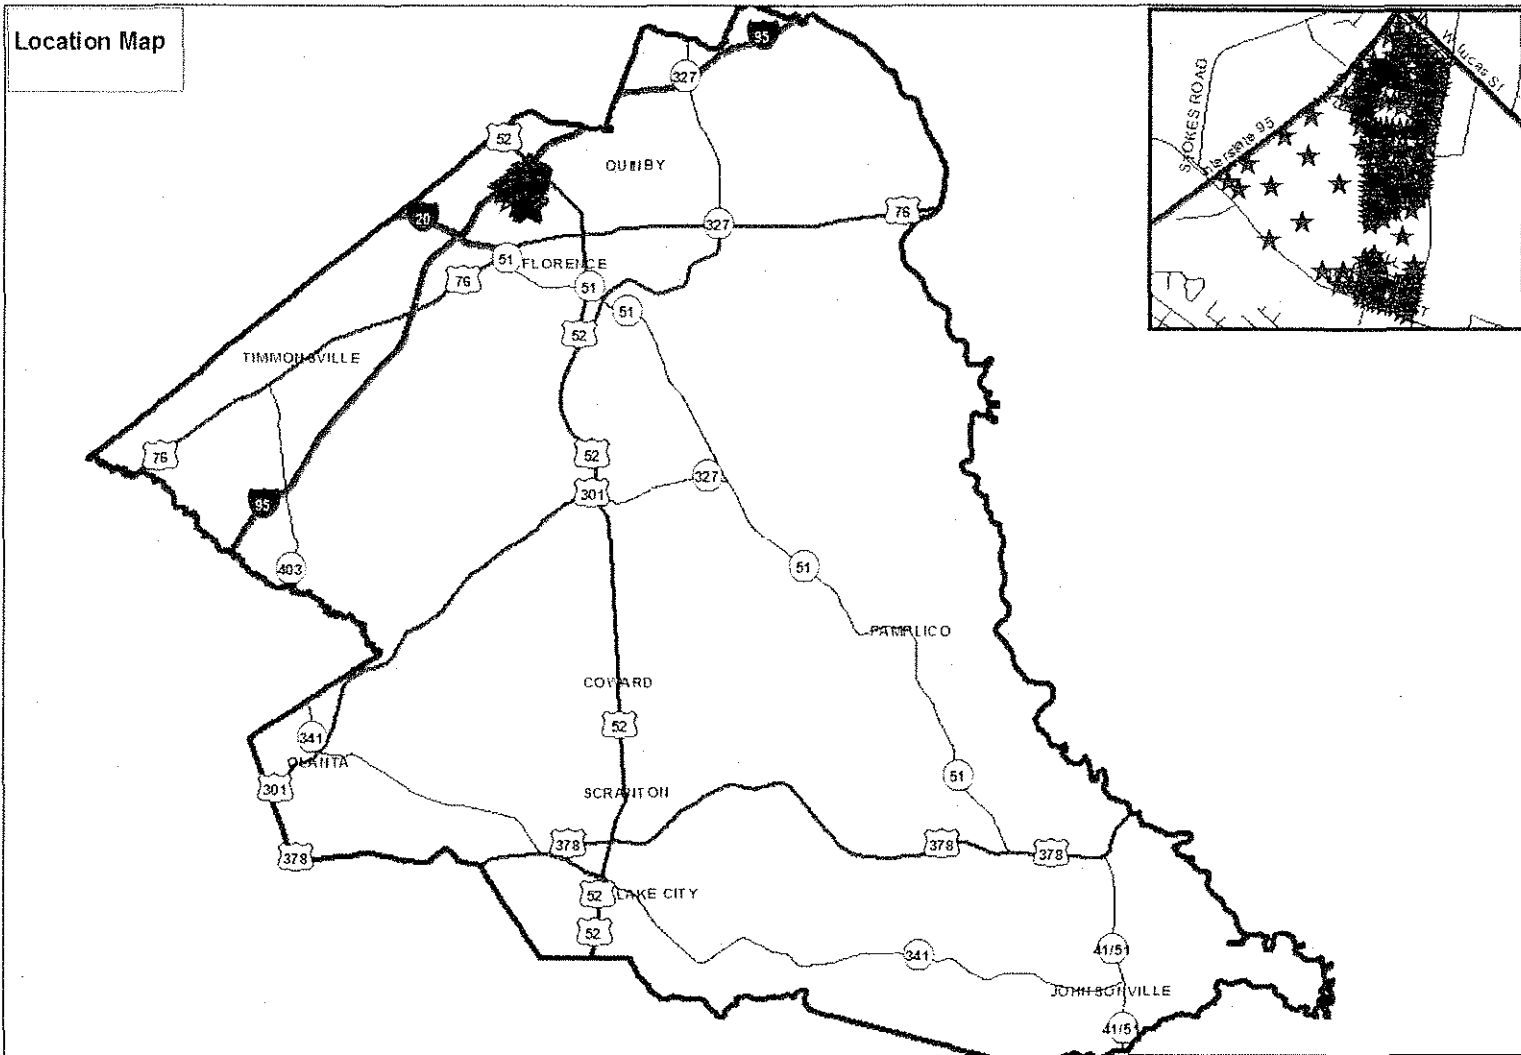 Location Map
95
327
52
QUINBY
20
327
76
51
FLORENCE
76
51
51
52
TIMMONSVILLE
76
52
327
301
95
403
51
PAMPLICO
COWARD
52
341
OLANTA
51
301
SCRANTON
378
378
378
378
52
LAKE CITY
52
341
41/51
JOHNSONVILLE
41/51
W. Lucas St
STOKES ROAD
Interstate 95